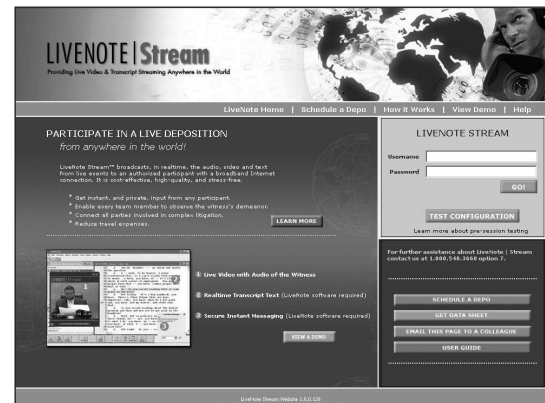 LIVENOTE | Stream
Providing Live Video & Transcript Streaming Anywhere in the World
LiveNote Home | Schedule a Depo | How it Works | View Demo | Help
PARTICIPATE IN A LIVE DEPOSITION
from anywhere in the world!
LiveNote Stream™ broadcasts, in realtime, the audio, video and text
from live events to an authorized participant with a broadband Internet
connection. It is cost-effective, high-quality, and stress-free.
* Get instant, and private, input from any participant.
* Enable every team member to observe the witness's demeanor.
* Connect all parties involved in complex litigation.
* Reduce travel expenses.
LEARN MORE
1 Live Video with Audio of the Witness
2 Realtime Transcript Text (LiveNote software required)
3 Secure Instant Messaging (LiveNote software required)
VIEW A DEMO
LIVENOTE STREAM
Username
Password
GO!
TEST CONFIGURATION
Learn more about pre-session testing
For further assistance about LiveNote | Stream
contact us at 1.800.548.3668 option 7.
SCHEDULE A DEPO
GET DATA SHEET
EMAIL THIS PAGE TO A COLLEAGUE
USER GUIDE
LiveNote Stream Website 1.0.0.120